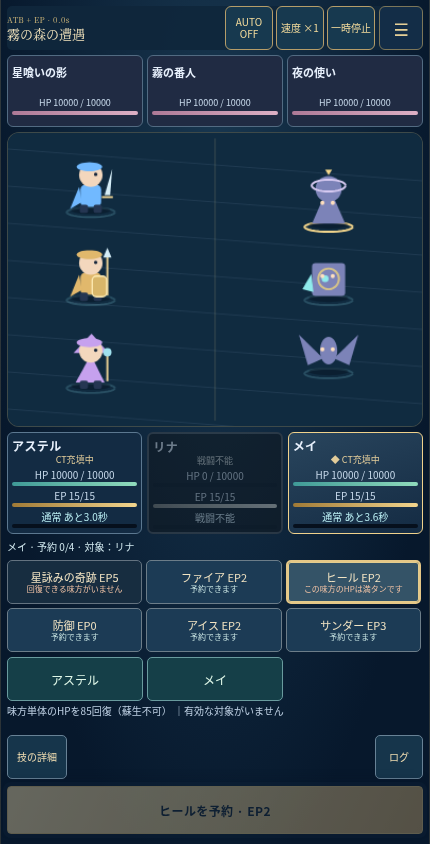 ATB + EP · 0.0s
霧の森の遭遇
AUTO
OFF
速度 ×1
一時停止
☰
星喰いの影
HP 10000 / 10000
霧の番人
HP 10000 / 10000
夜の使い
HP 10000 / 10000
アステル
CT充填中
HP 10000 / 10000
EP 15/15
通常 あと3.0秒
リナ
戦闘不能
HP 0 / 10000
EP 15/15
戦闘不能
メイ
◆ CT充填中
HP 10000 / 10000
EP 15/15
通常 あと3.6秒
メイ · 予約 0/4 · 対象：リナ
星詠みの奇跡 EP5
回復できる味方がいません
ファイア EP2
予約できます
ヒール EP2
この味方のHPは満タンです
防御 EP0
予約できます
アイス EP2
予約できます
サンダー EP3
予約できます
アステル
メイ
味方単体のHPを85回復（蘇生不可）｜有効な対象がいません
技の詳細
ログ
ヒールを予約 · EP2